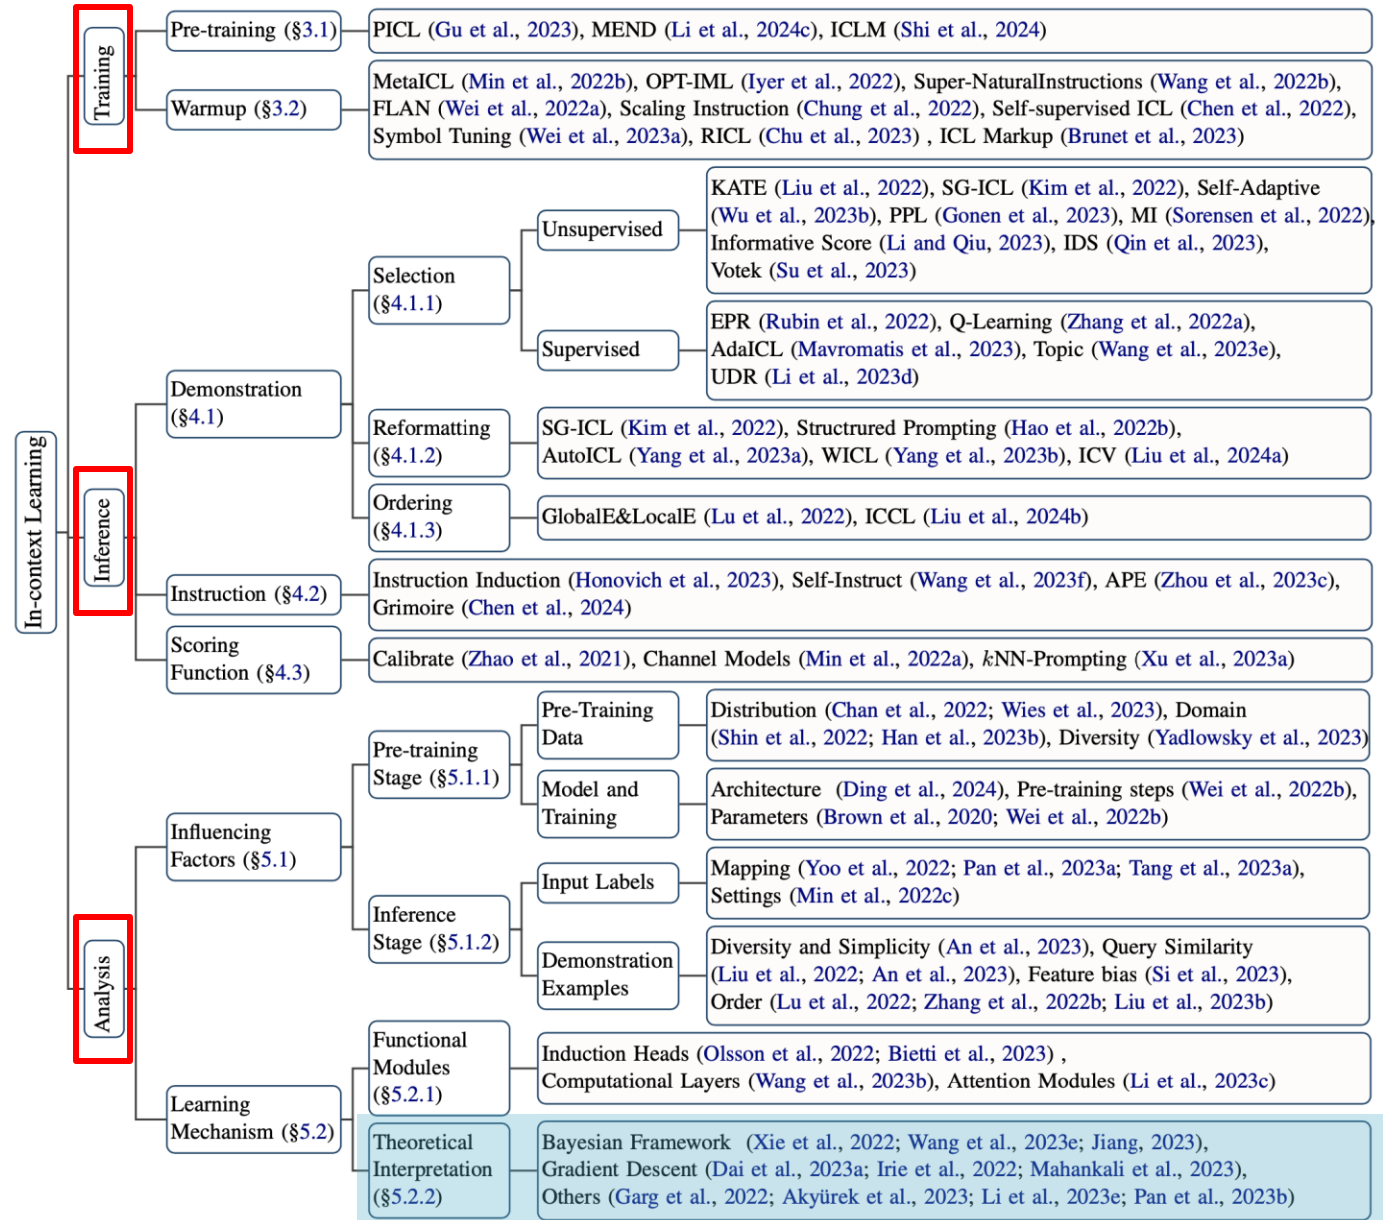 In-context Learning
Training
Pre-training (§3.1)
PICL (Gu et al., 2023), MEND (Li et al., 2024c), ICLM (Shi et al., 2024)
Warmup (§3.2)
MetaICL (Min et al., 2022b), OPT-IML (Iyer et al., 2022), Super-NaturalInstructions (Wang et al., 2022b),
FLAN (Wei et al., 2022a), Scaling Instruction (Chung et al., 2022), Self-supervised ICL (Chen et al., 2022),
Symbol Tuning (Wei et al., 2023a), RICL (Chu et al., 2023) , ICL Markup (Brunet et al., 2023)
Inference
Demonstration
(§4.1)
Selection
(§4.1.1)
Unsupervised
KATE (Liu et al., 2022), SG-ICL (Kim et al., 2022), Self-Adaptive
(Wu et al., 2023b), PPL (Gonen et al., 2023), MI (Sorensen et al., 2022),
Informative Score (Li and Qiu, 2023), IDS (Qin et al., 2023),
Votek (Su et al., 2023)
Supervised
EPR (Rubin et al., 2022), Q-Learning (Zhang et al., 2022a),
AdaICL (Mavromatis et al., 2023), Topic (Wang et al., 2023e),
UDR (Li et al., 2023d)
Reformatting
(§4.1.2)
SG-ICL (Kim et al., 2022), Structrured Prompting (Hao et al., 2022b),
AutoICL (Yang et al., 2023a), WICL (Yang et al., 2023b), ICV (Liu et al., 2024a)
Ordering
(§4.1.3)
GlobalE&LocalE (Lu et al., 2022), ICCL (Liu et al., 2024b)
Instruction (§4.2)
Instruction Induction (Honovich et al., 2023), Self-Instruct (Wang et al., 2023f), APE (Zhou et al., 2023c),
Grimoire (Chen et al., 2024)
Scoring
Function (§4.3)
Calibrate (Zhao et al., 2021), Channel Models (Min et al., 2022a), kNN-Prompting (Xu et al., 2023a)
Analysis
Influencing
Factors (§5.1)
Pre-training
Stage (§5.1.1)
Pre-Training
Data
Distribution (Chan et al., 2022; Wies et al., 2023), Domain
(Shin et al., 2022; Han et al., 2023b), Diversity (Yadlowsky et al., 2023)
Model and
Training
Architecture (Ding et al., 2024), Pre-training steps (Wei et al., 2022b),
Parameters (Brown et al., 2020; Wei et al., 2022b)
Inference
Stage (§5.1.2)
Input Labels
Mapping (Yoo et al., 2022; Pan et al., 2023a; Tang et al., 2023a),
Settings (Min et al., 2022c)
Demonstration
Examples
Diversity and Simplicity (An et al., 2023), Query Similarity
(Liu et al., 2022; An et al., 2023), Feature bias (Si et al., 2023),
Order (Lu et al., 2022; Zhang et al., 2022b; Liu et al., 2023b)
Learning
Mechanism (§5.2)
Functional
Modules
(§5.2.1)
Induction Heads (Olsson et al., 2022; Bietti et al., 2023) ,
Computational Layers (Wang et al., 2023b), Attention Modules (Li et al., 2023c)
Theoretical
Interpretation
(§5.2.2)
Bayesian Framework (Xie et al., 2022; Wang et al., 2023e; Jiang, 2023),
Gradient Descent (Dai et al., 2023a; Irie et al., 2022; Mahankali et al., 2023),
Others (Garg et al., 2022; Akyürek et al., 2023; Li et al., 2023e; Pan et al., 2023b)